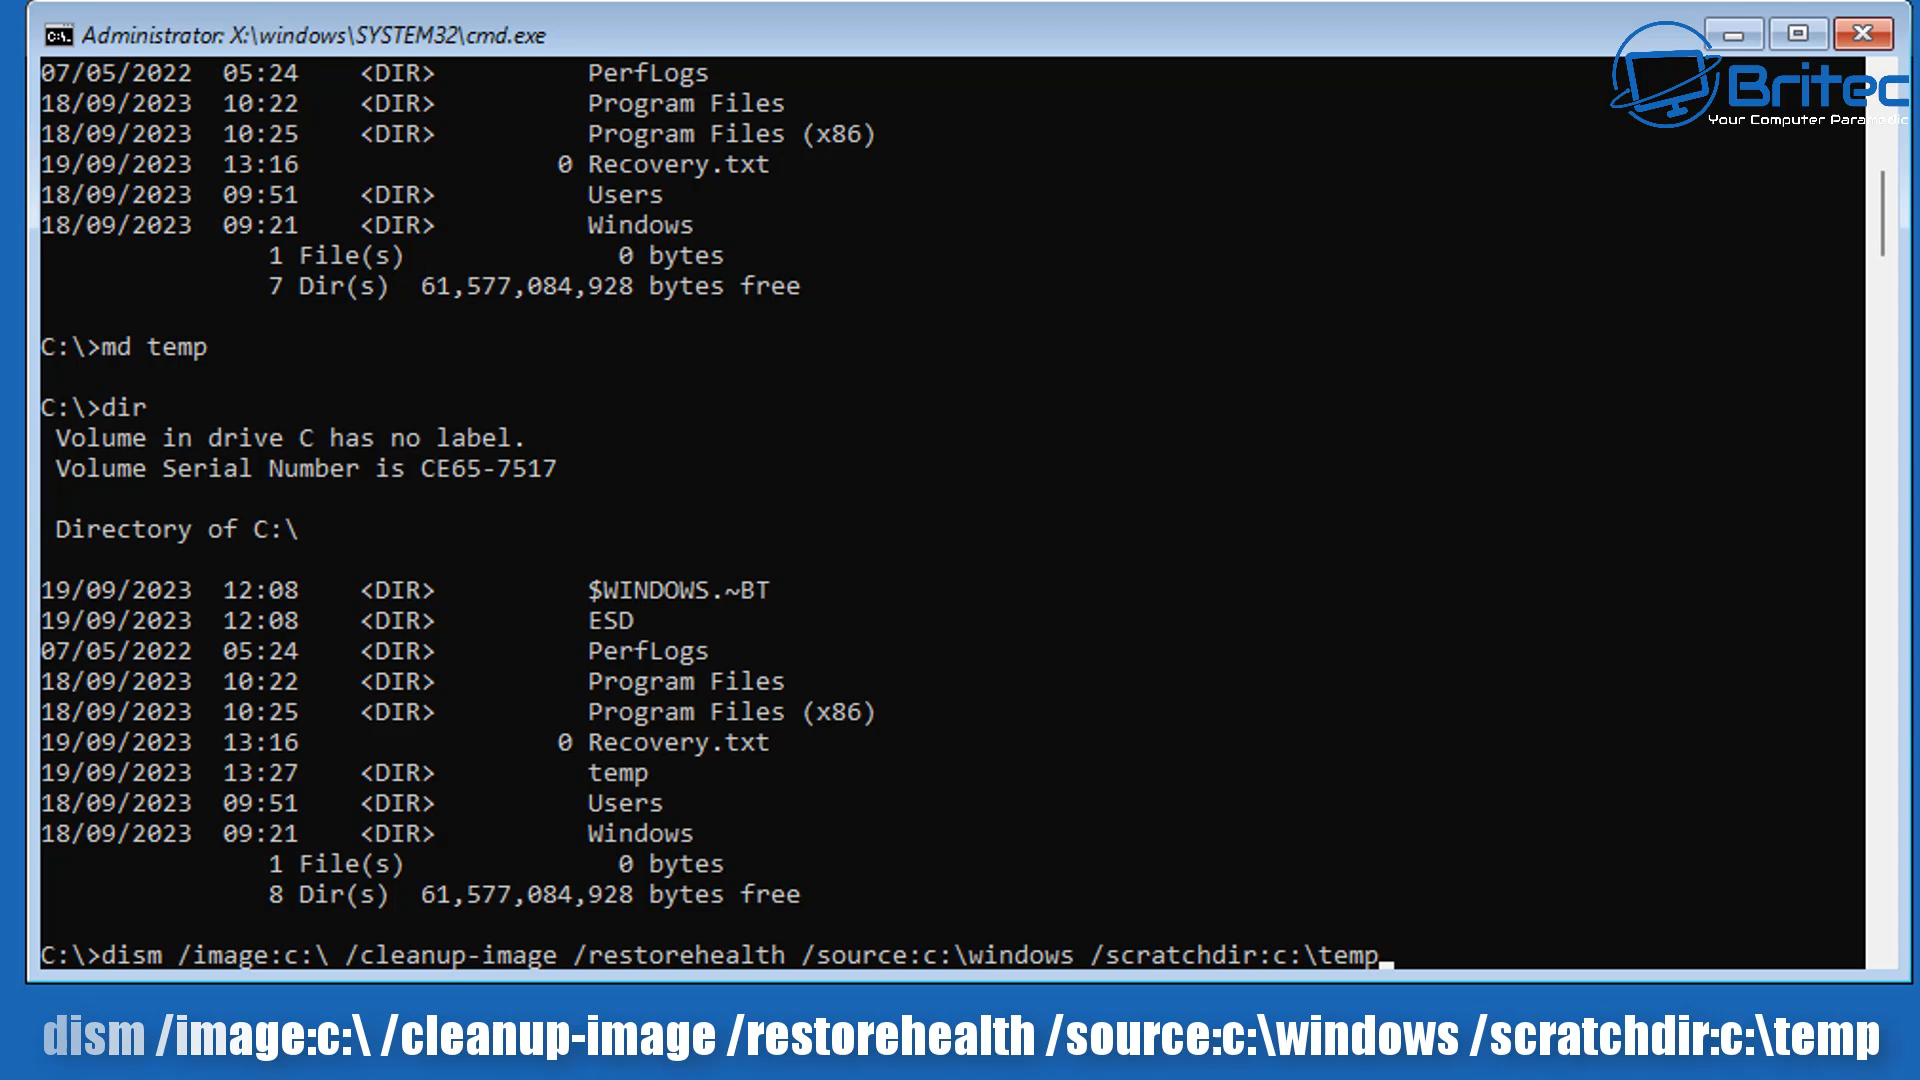 Administrator: X:\windows\SYSTEM32\cmd.exe
Britec
Your Computer Paramedic
07/05/2022  05:24    <DIR>          PerfLogs
18/09/2023  10:22    <DIR>          Program Files
18/09/2023  10:25    <DIR>          Program Files (x86)
19/09/2023  13:16                 0 Recovery.txt
18/09/2023  09:51    <DIR>          Users
18/09/2023  09:21    <DIR>          Windows
               1 File(s)              0 bytes
               7 Dir(s)  61,577,084,928 bytes free
C:\>md temp
C:\>dir
 Volume in drive C has no label.
 Volume Serial Number is CE65-7517
 Directory of C:\
19/09/2023  12:08    <DIR>          $WINDOWS.~BT
19/09/2023  12:08    <DIR>          ESD
07/05/2022  05:24    <DIR>          PerfLogs
18/09/2023  10:22    <DIR>          Program Files
18/09/2023  10:25    <DIR>          Program Files (x86)
19/09/2023  13:16                 0 Recovery.txt
19/09/2023  13:27    <DIR>          temp
18/09/2023  09:51    <DIR>          Users
18/09/2023  09:21    <DIR>          Windows
               1 File(s)              0 bytes
               8 Dir(s)  61,577,084,928 bytes free
C:\>dism /image:c:\ /cleanup-image /restorehealth /source:c:\windows /scratchdir:c:\temp
dism /image:c:\ /cleanup-image /restorehealth /source:c:\windows /scratchdir:c:\temp